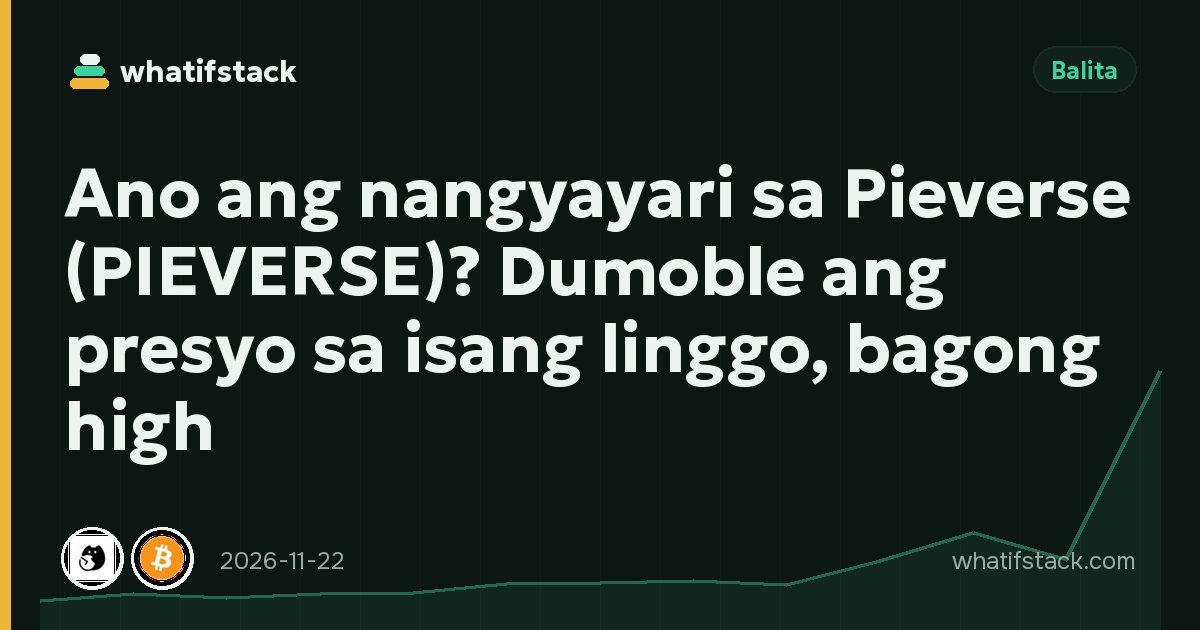 whatifstack
Balita
Ano ang nangyayari sa Pieverse
(PIEVERSE)? Dumoble ang
presyo sa isang linggo, bagong
high
2026-11-22
whatifstack.com